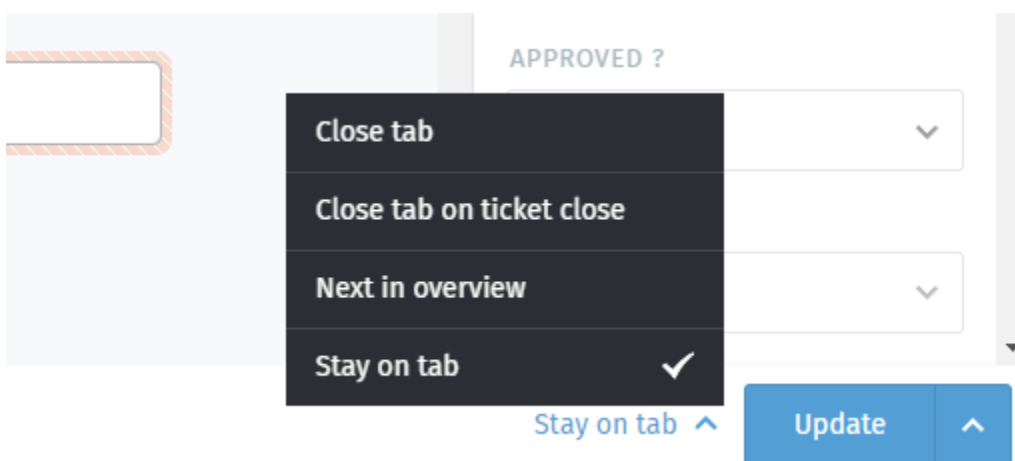 APPROVED ?
Close tab
Close tab on ticket close
Next in overview
Stay on tab
Stay on tab
Update